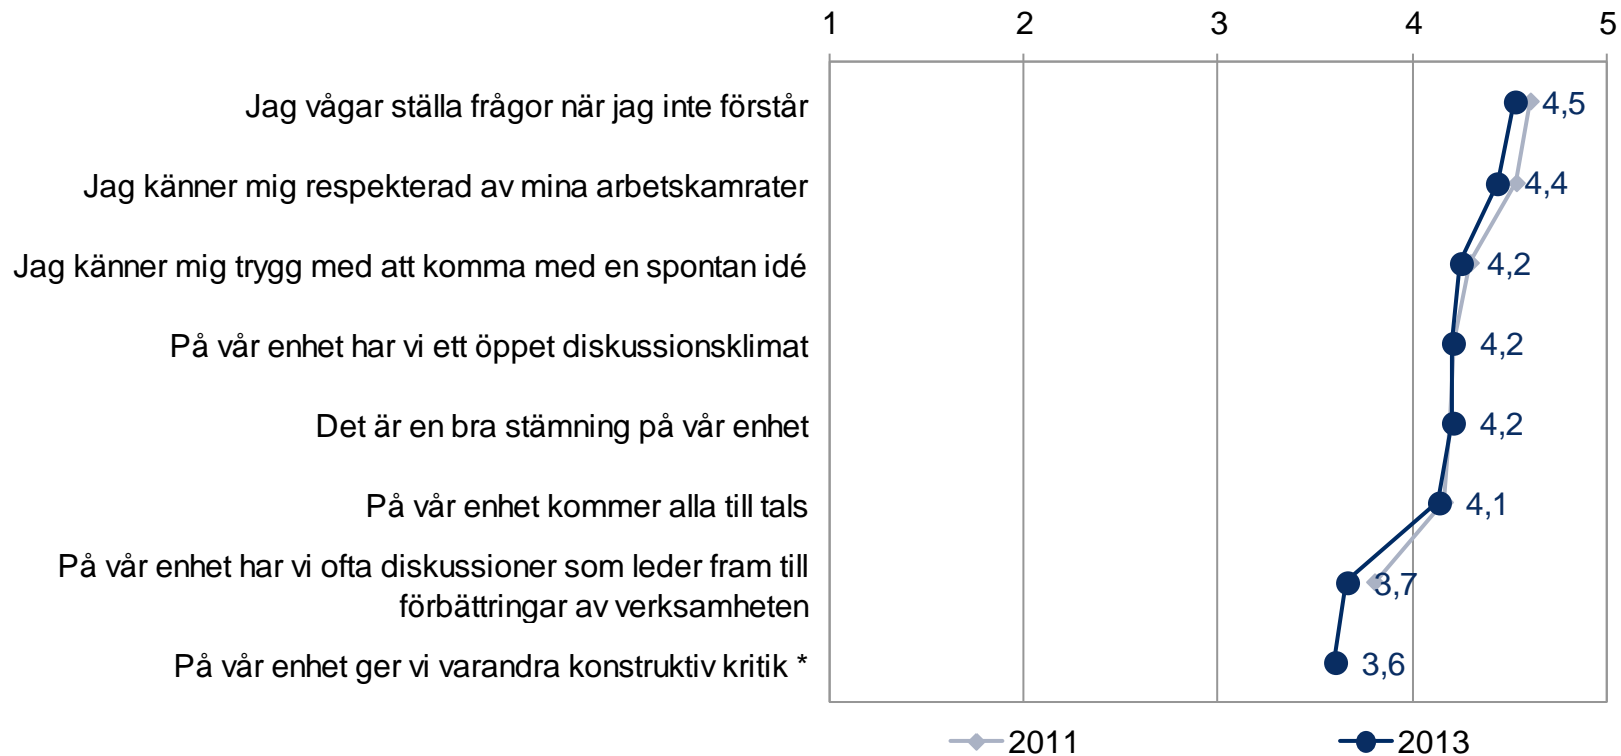 1 2 3 4 5
Jag vågar ställa frågor när jag inte förstår 4,5
Jag känner mig respekterad av mina arbetskamrater 4,4
Jag känner mig trygg med att komma med en spontan idé 4,2
På vår enhet har vi ett öppet diskussionsklimat 4,2
Det är en bra stämning på vår enhet 4,2
På vår enhet kommer alla till tals 4,1
På vår enhet har vi ofta diskussioner som leder fram till
förbättringar av verksamheten 3,7
På vår enhet ger vi varandra konstruktiv kritik * 3,6
2011 2013